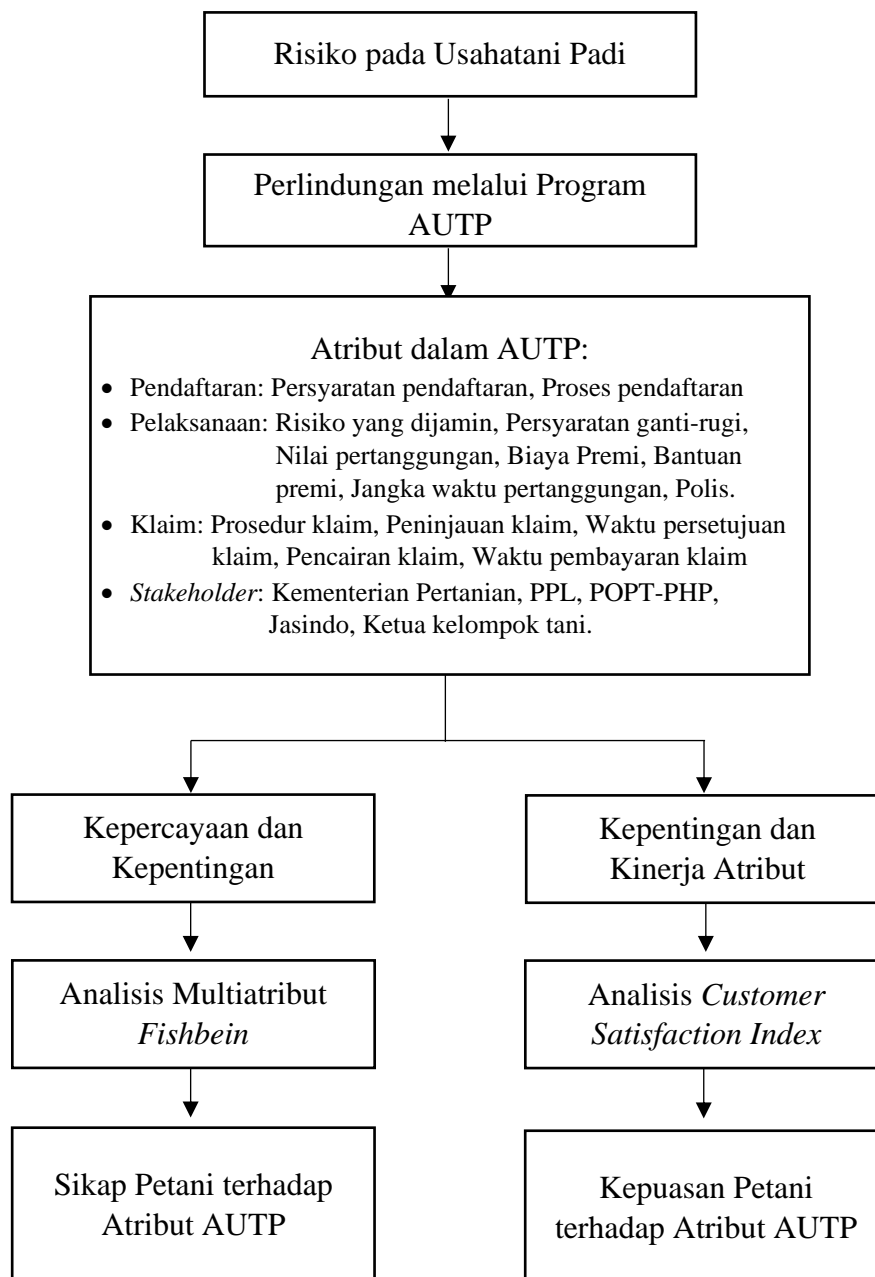 Risiko pada Usahatani Padi
Perlindungan melalui Program
AUTP
Atribut dalam AUTP:
• Pendaftaran: Persyaratan pendaftaran, Proses pendaftaran
• Pelaksanaan: Risiko yang dijamin, Persyaratan ganti-rugi,
Nilai pertanggungan, Biaya Premi, Bantuan
premi, Jangka waktu pertanggungan, Polis.
• Klaim: Prosedur klaim, Peninjauan klaim, Waktu persetujuan
klaim, Pencairan klaim, Waktu pembayaran klaim
• Stakeholder: Kementerian Pertanian, PPL, POPT-PHP,
Jasindo, Ketua kelompok tani.
Kepercayaan dan
Kepentingan
Kepentingan dan
Kinerja Atribut
Analisis Multiatribut
Fishbein
Analisis Customer
Satisfaction Index
Sikap Petani terhadap
Atribut AUTP
Kepuasan Petani
terhadap Atribut AUTP